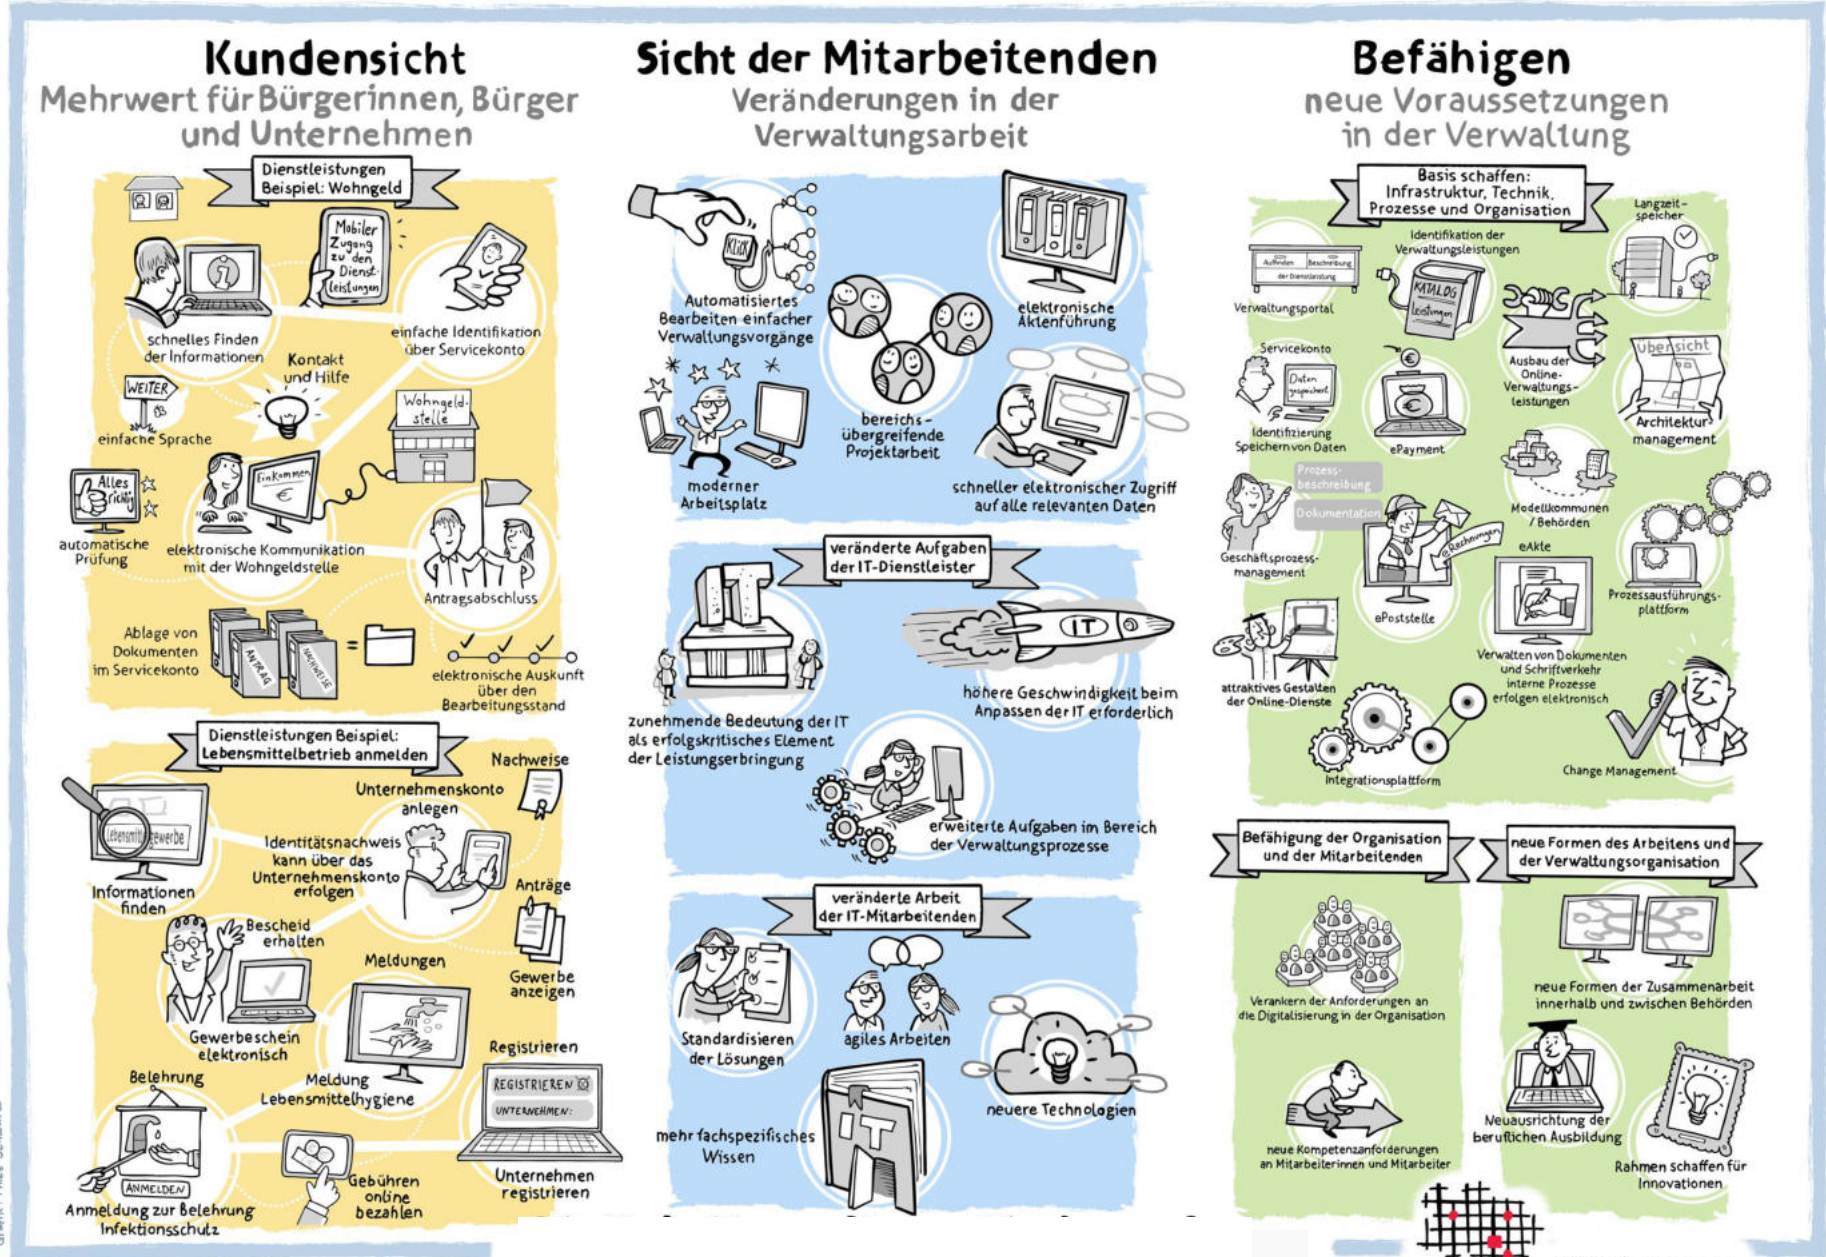 Kundensicht
Mehrwert für Bürgerinnen, Bürger
und Unternehmen
Dienstleistungen
Beispiel: Wohngeld
Mobiler
Zugang
zu den
Dienst-
leistungen
schnelles Finden
der Informationen
einfache Identifikation
über Servicekonto
Kontakt
und Hilfe
WEITER
einfache Sprache
Wohngeld-
stelle
Alles
richtig
automatische
Prüfung
Einkommen
€
elektronische Kommunikation
mit der Wohngeldstelle
Antragsabschluss
Ablage von
Dokumenten
im Servicekonto
ANTRAG
NACHWEISE
=
elektronische Auskunft
über den
Bearbeitungsstand
Dienstleistungen Beispiel:
Lebensmittelbetrieb anmelden
Nachweise
Unternehmenskonto
anlegen
Identitätsnachweis
kann über das
Unternehmenskonto
erfolgen
Informationen
finden
Anträge
Bescheid
erhalten
Meldungen
Gewerbe
anzeigen
Gewerbeschein
elektronisch
Registrieren
REGISTRIEREN
UNTERNEHMEN:
Belehrung
Meldung
Lebensmittelhygiene
ANMELDEN
Anmeldung zur Belehrung
Infektionsschutz
Gebühren
online
bezahlen
Unternehmen
registrieren
Sicht der Mitarbeitenden
Veränderungen in der
Verwaltungsarbeit
Klick
Automatisiertes
Bearbeiten einfacher
Verwaltungsvorgänge
elektronische
Aktenführung
bereichs-
übergreifende
Projektarbeit
moderner
Arbeitsplatz
schneller elektronischer Zugriff
auf alle relevanten Daten
veränderte Aufgaben
der IT-Dienstleister
IT
IT
zunehmende Bedeutung der IT
als erfolgskritisches Element
der Leistungserbringung
höhere Geschwindigkeit beim
Anpassen der IT erforderlich
erweiterte Aufgaben im Bereich
der Verwaltungsprozesse
veränderte Arbeit
der IT-Mitarbeitenden
Standardisieren
der Lösungen
agiles Arbeiten
neuere Technologien
mehr fachspezifisches
Wissen
IT
Befähigen
neue Voraussetzungen
in der Verwaltung
Basis schaffen:
Infrastruktur, Technik,
Prozesse und Organisation
Langzeit-
speicher
Identifikation der
Verwaltungsleistungen
Auffinden
Beschreibung
der Dienstleistung
Verwaltungsportal
KATALOG
Leistungen
Servicekonto
Daten
gespeichert
Identifizierung
Speichern von Daten
€
€
ePayment
Ausbau der
Online-
Verwaltungs-
leistungen
Übersicht
Architektur-
management
Prozess-
beschreibung
Dokumentation
Geschäftsprozess-
management
eRechnungen
ePoststelle
Modellkommunen
/ Behörden
eAkte
Verwalten von Dokumenten
und Schriftverkehr
interne Prozesse
erfolgen elektronisch
Prozessausführungs-
plattform
attraktives Gestalten
der Online-Dienste
Integrationsplattform
Change Management
Befähigung der Organisation
und der Mitarbeitenden
Verankern der Anforderungen an
die Digitalisierung in der Organisation
neue Kompetenzanforderungen
an Mitarbeiterinnen und Mitarbeiter
neue Formen des Arbeitens und
der Verwaltungsorganisation
neue Formen der Zusammenarbeit
innerhalb und zwischen Behörden
Neuausrichtung der
beruflichen Ausbildung
Rahmen schaffen für
Innovationen